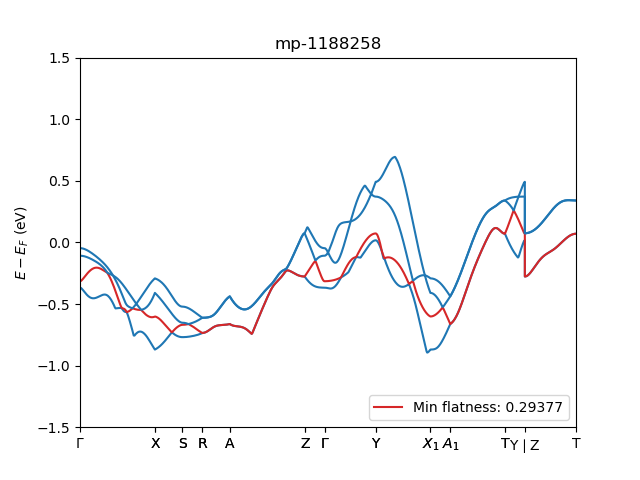 mp-1188258
E − E_F (eV)
1.5
1.0
0.5
0.0
−0.5
−1.0
−1.5
Min flatness: 0.29377
Γ X S R A Z Γ Y X₁ A₁ T Y | Z T